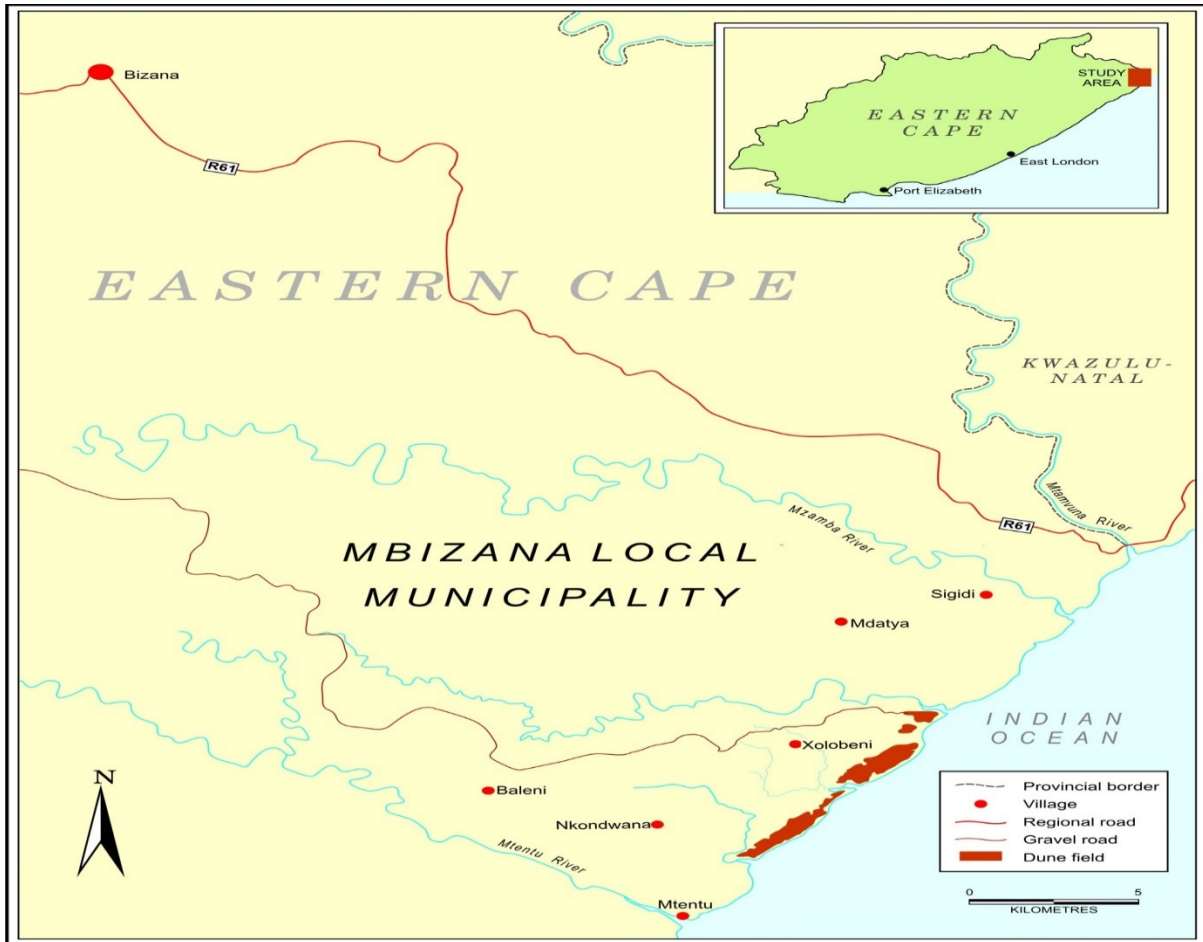 Bizana
R61
STUDY
AREA
EASTERN
CAPE
East London
Port Elizabeth
EASTERN CAPE
KWAZULU-
NATAL
Mtamvuna River
R61
Mzamba River
MBIZANA LOCAL
MUNICIPALITY
Sigidi
Mdatya
INDIAN
OCEAN
Xolobeni
N
Baleni
Nkondwana
Mtentu River
Mtentu
Provincial border
Village
Regional road
Gravel road
Dune field
0 5
KILOMETRES